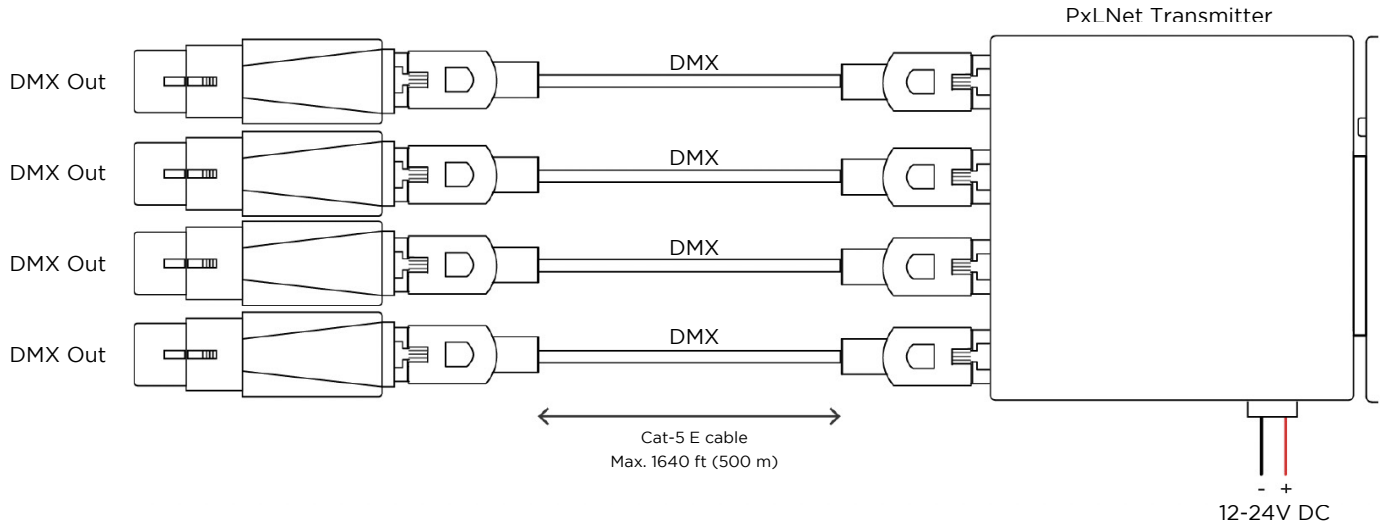 PxLNet Transmitter
DMX Out
DMX
DMX Out
DMX
DMX Out
DMX
DMX Out
DMX
Cat-5 E cable
Max. 1640 ft (500 m)
- +
12-24V DC